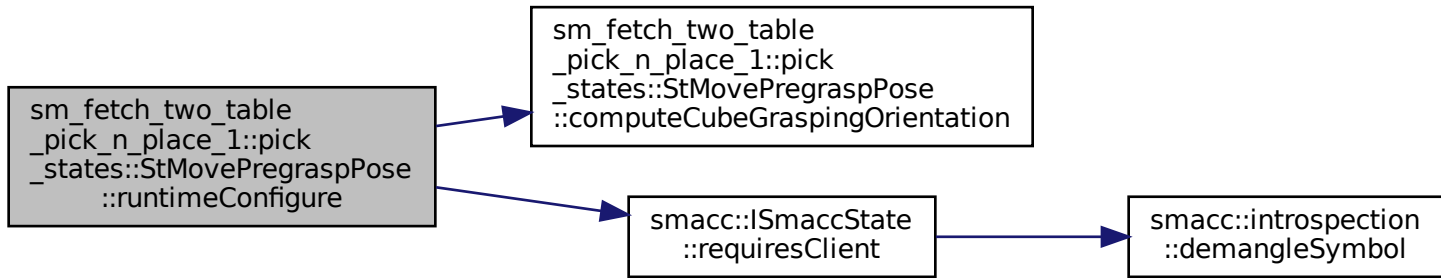 sm_fetch_two_table
_pick_n_place_1::pick
_states::StMovePregraspPose
::runtimeConfigure
sm_fetch_two_table
_pick_n_place_1::pick
_states::StMovePregraspPose
::computeCubeGraspingOrientation
smacc::ISmaccState
::requiresClient
smacc::introspection
::demangleSymbol